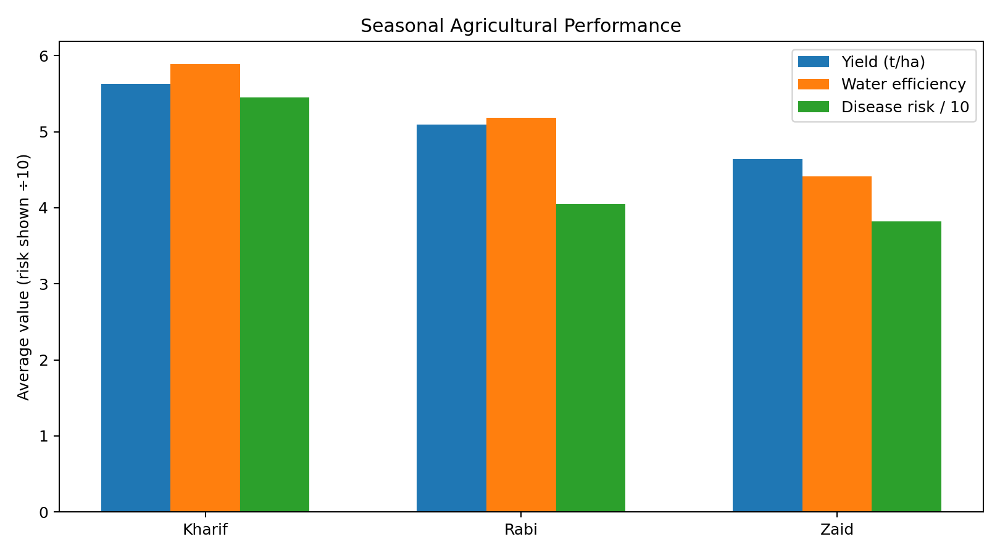 Seasonal Agricultural Performance
Average value (risk shown ÷10)
6
5
4
3
2
1
0
Yield (t/ha)
Water efficiency
Disease risk / 10
Kharif
Rabi
Zaid